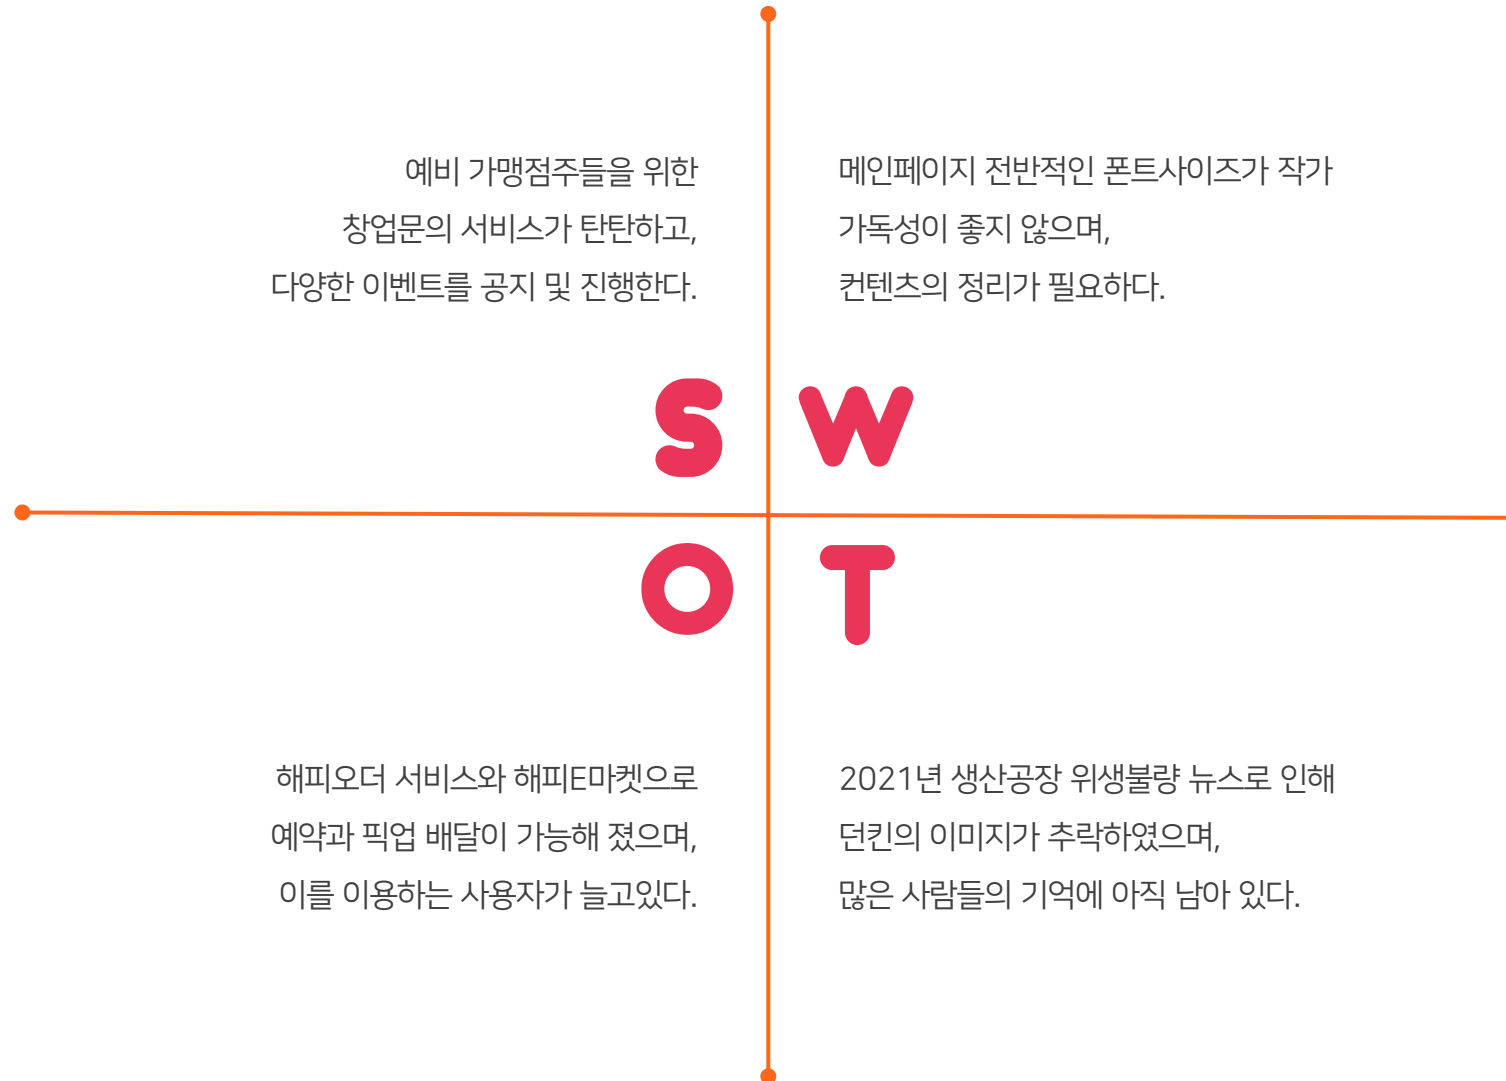 예비 가맹점주들을 위한
창업문의 서비스가 탄탄하고,
다양한 이벤트를 공지 및 진행한다.
메인페이지 전반적인 폰트사이즈가 작가
가독성이 좋지 않으며,
컨텐츠의 정리가 필요하다.
S W
O T
해피오더 서비스와 해피E마켓으로
예약과 픽업 배달이 가능해 졌으며,
이를 이용하는 사용자가 늘고있다.
2021년 생산공장 위생불량 뉴스로 인해
던킨의 이미지가 추락하였으며,
많은 사람들의 기억에 아직 남아 있다.